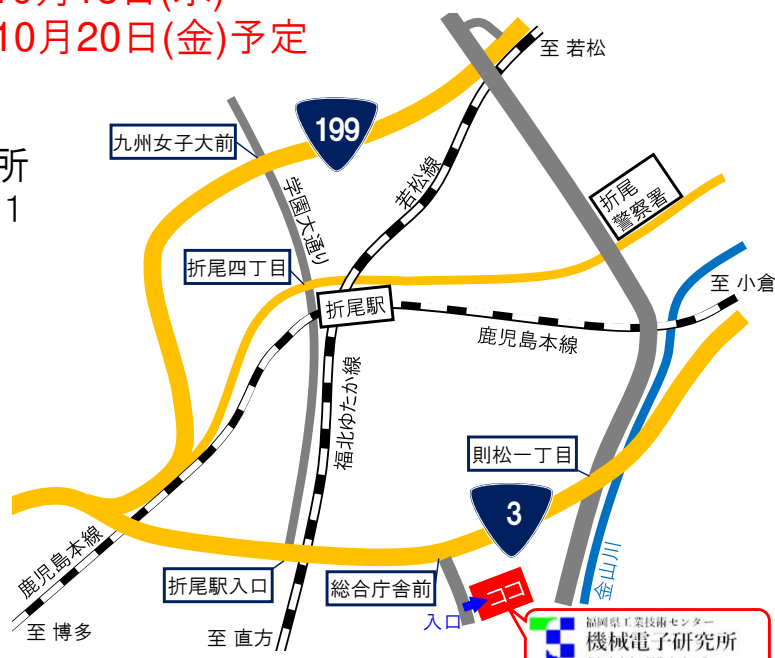 10月20日(金)予定
所
1
至 若松
199
九州女子大前
若松線
学園大通り
折尾
警察署
折尾四丁目
至 小倉
折尾駅
鹿児島本線
福北ゆたか線
則松一丁目
3
鹿児島本線
折尾駅入口
総合庁舎前
ココ
金山川
入口
至 博多
至 直方
福岡県工業技術センター
機械電子研究所